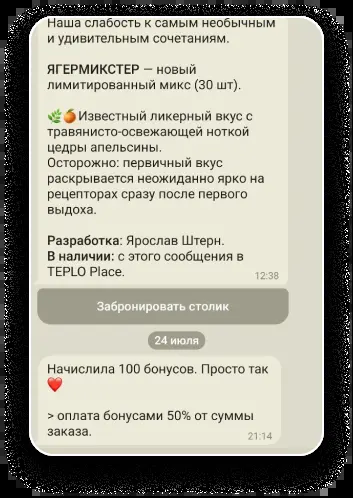 Наша слабость к самым необычным
и удивительным сочетаниям.
ЯГЕРМИКСТЕР — новый
лимитированный микс (30 шт).
🌿🍊Известный ликерный вкус с
травянисто-освежающей ноткой
цедры апельсины.
Осторожно: первичный вкус
раскрывается неожиданно ярко на
рецепторах сразу после первого
выдоха.
Разработка: Ярослав Штерн.
В наличии: с этого сообщения в
TEPLO Place.
12:38
Забронировать столик
24 июля
Начислила 100 бонусов. Просто так
❤️
> оплата бонусами 50% от суммы
заказа.
21:14